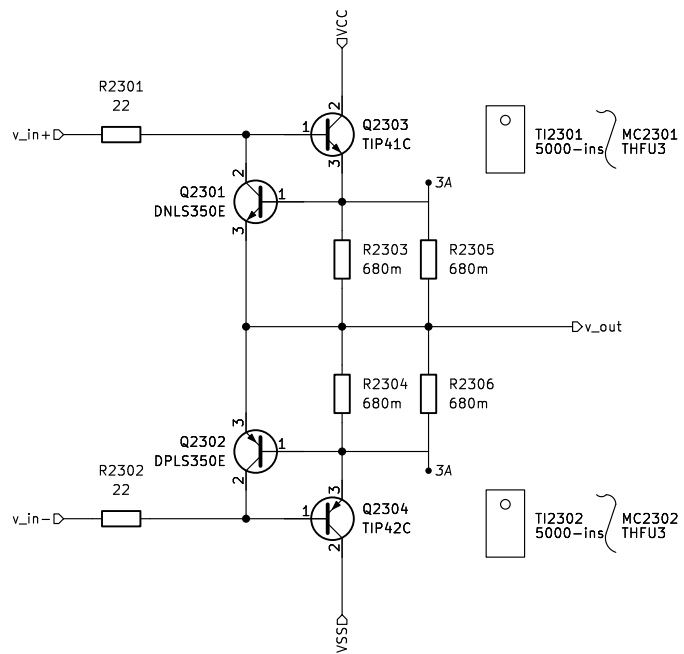 VCC
R2301
22
v_in+
2
1
Q2303
TIP41C
3
TI2301
5000-ins
MC2301
THFU3
2
Q2301
DNLS350E
1
3
3A
R2303
680m
R2305
680m
v_out
R2304
680m
R2306
680m
3
Q2302
DPLS350E
1
2
3A
R2302
22
v_in-
3
1
Q2304
TIP42C
2
TI2302
5000-ins
MC2302
THFU3
VSS